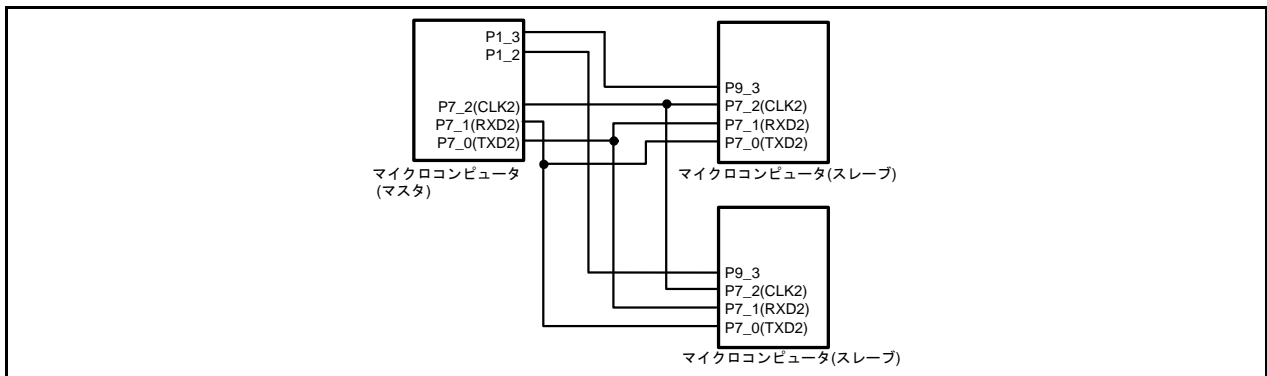 P1_3
P1_2
P7_2(CLK2)
P7_1(RXD2)
P7_0(TXD2)
マイクロコンピュータ
(マスタ)
P9_3
P7_2(CLK2)
P7_1(RXD2)
P7_0(TXD2)
マイクロコンピュータ(スレーブ)
P9_3
P7_2(CLK2)
P7_1(RXD2)
P7_0(TXD2)
マイクロコンピュータ(スレーブ)